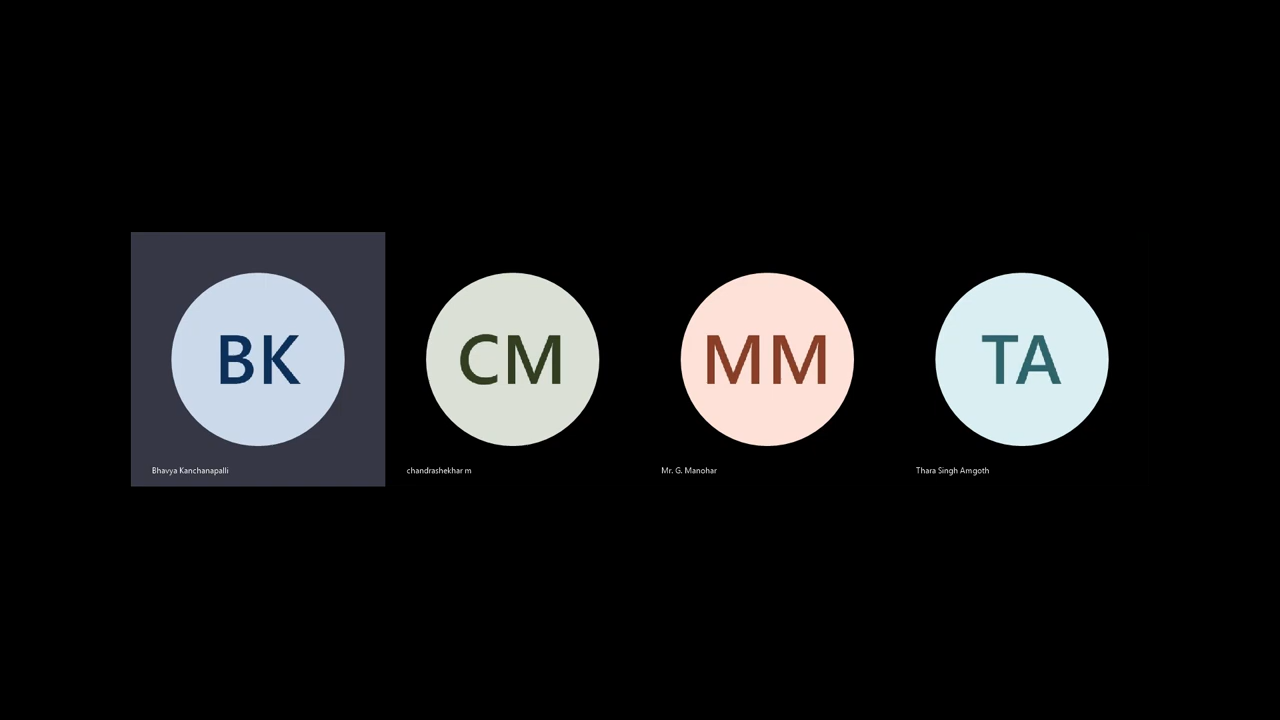 BK
CM
MM
TA
Bhavya Kanchanapalli
chandrashekhar m
Mr. G. Manohar
Thara Singh Amgoth